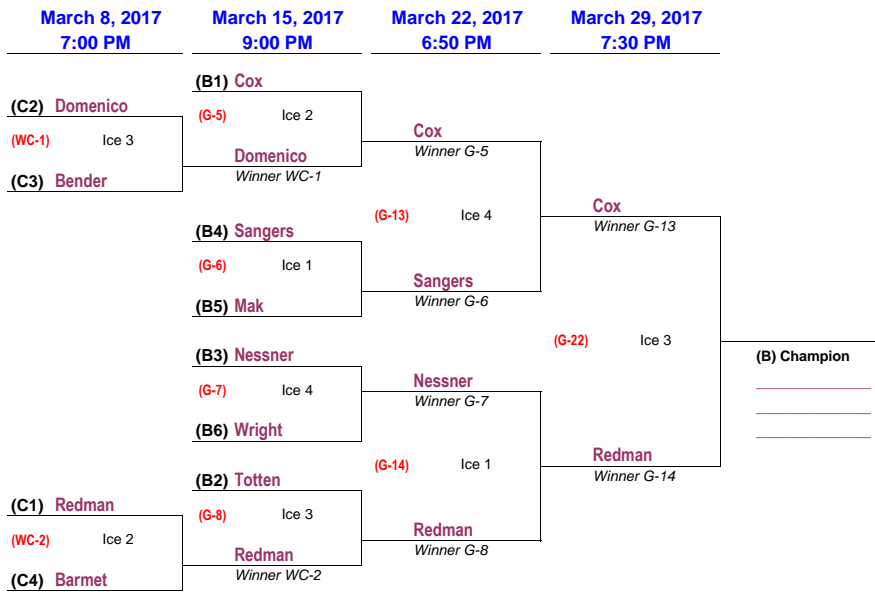 March 8, 2017
7:00 PM
March 15, 2017
9:00 PM
March 22, 2017
6:50 PM
March 29, 2017
7:30 PM
(C2) Domenico
(WC-1) Ice 3
(C3) Bender
(C1) Redman
(WC-2) Ice 2
(C4) Barmet
(B1) Cox
(G-5) Ice 2
Domenico
Winner WC-1
(B4) Sangers
(G-6) Ice 1
(B5) Mak
(B3) Nessner
(G-7) Ice 4
(B6) Wright
(B2) Totten
(G-8) Ice 3
Redman
Winner WC-2
Cox
Winner G-5
(G-13) Ice 4
Sangers
Winner G-6
Nessner
Winner G-7
(G-14) Ice 1
Redman
Winner G-8
Cox
Winner G-13
(G-22) Ice 3
Redman
Winner G-14
(B) Champion